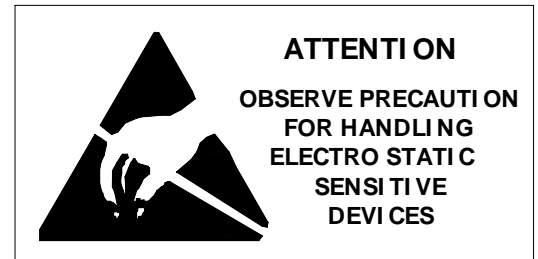 ATTENTION
OBSERVE PRECAUTION
FOR HANDLING
ELECTRO STATIC
SENSITIVE
DEVICES